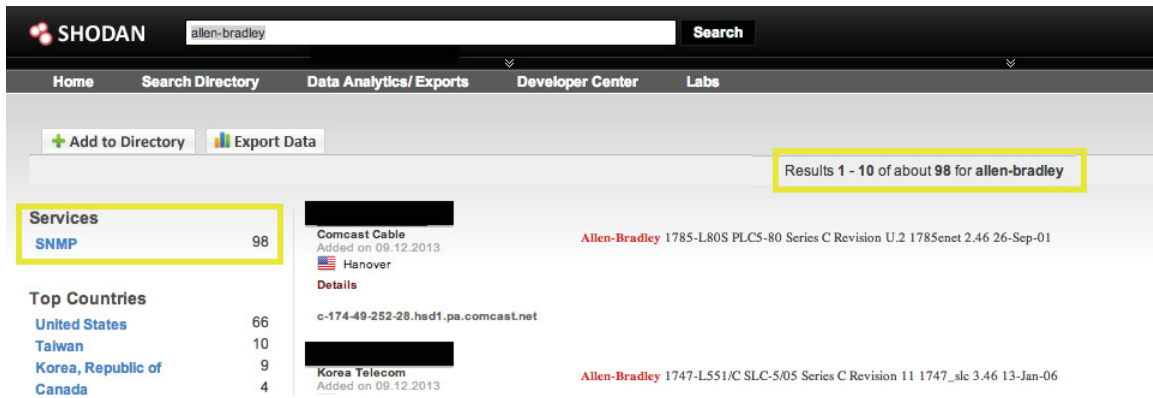 SHODAN
allen-bradley
Search
Home Search Directory Data Analytics/Exports Developer Center Labs
Add to Directory Export Data
Results 1 - 10 of about 98 for allen-bradley
Services
SNMP 98
Top Countries
United States 66
Taiwan 10
Korea, Republic of 9
Canada 4
Comcast Cable
Added on 09.12.2013
Hanover
Details
c-174-49-252-28.hsd1.pa.comcast.net
Allen-Bradley 1785-L80S PLC5-80 Series C Revision U.2 1785enet 2.46 26-Sep-01
Korea Telecom
Added on 09.12.2013
Allen-Bradley 1747-L551/C SLC-5/05 Series C Revision 11 1747_slc 3.46 13-Jan-06